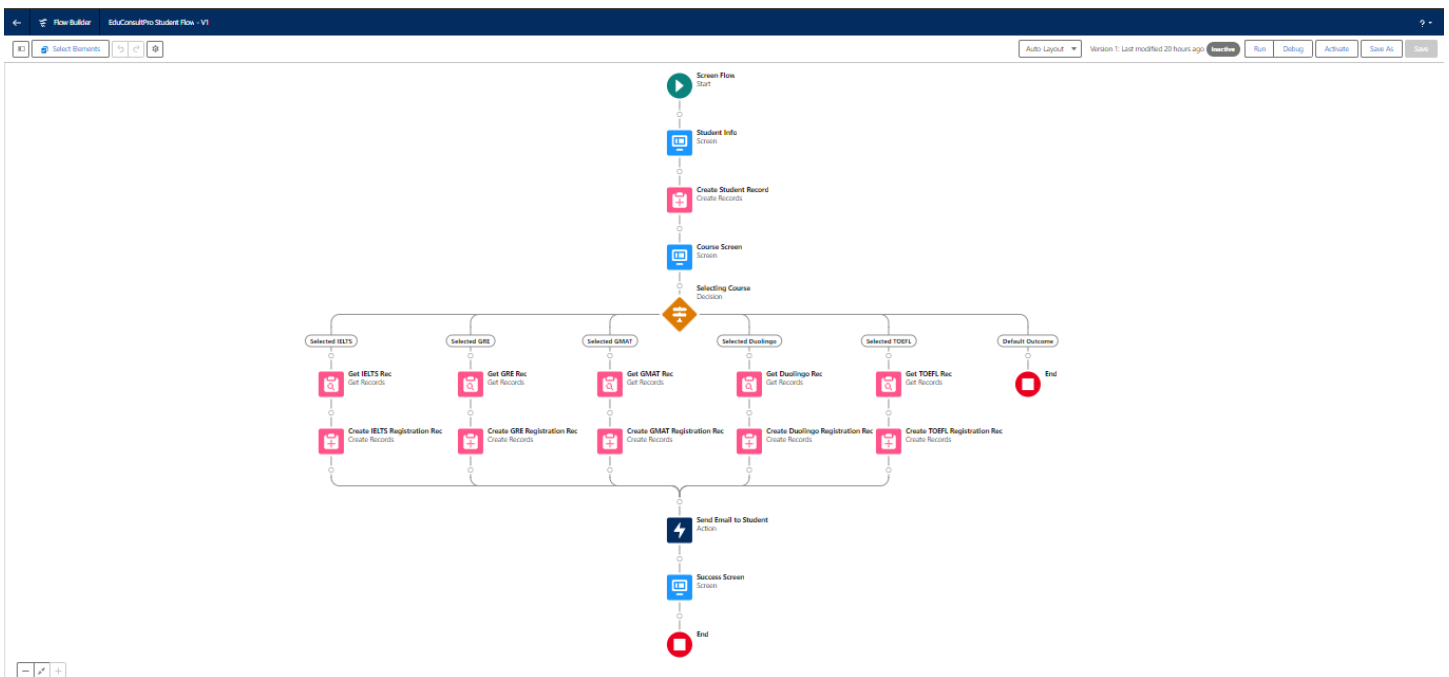 Flow Builder
EduConsultPro Student Flow - V1
?
Select Elements
Auto Layout
Version 1: Last modified 20 hours ago
Inactive
Run
Debug
Activate
Save As
Save
Screen Flow
Start
Student Info
Screen
Create Student Record
Create Records
Course Screen
Screen
Selecting Course
Decision
Selected IELTS
Selected GRE
Selected GMAT
Selected Duolingo
Selected TOEFL
Default Outcome
Get IELTS Rec
Get Records
Get GRE Rec
Get Records
Get GMAT Rec
Get Records
Get Duolingo Rec
Get Records
Get TOEFL Rec
Get Records
End
Create IELTS Registration Rec
Create Records
Create GRE Registration Rec
Create Records
Create GMAT Registration Rec
Create Records
Create Duolingo Registration Rec
Create Records
Create TOEFL Registration Rec
Create Records
Send Email to Student
Action
Success Screen
Screen
End